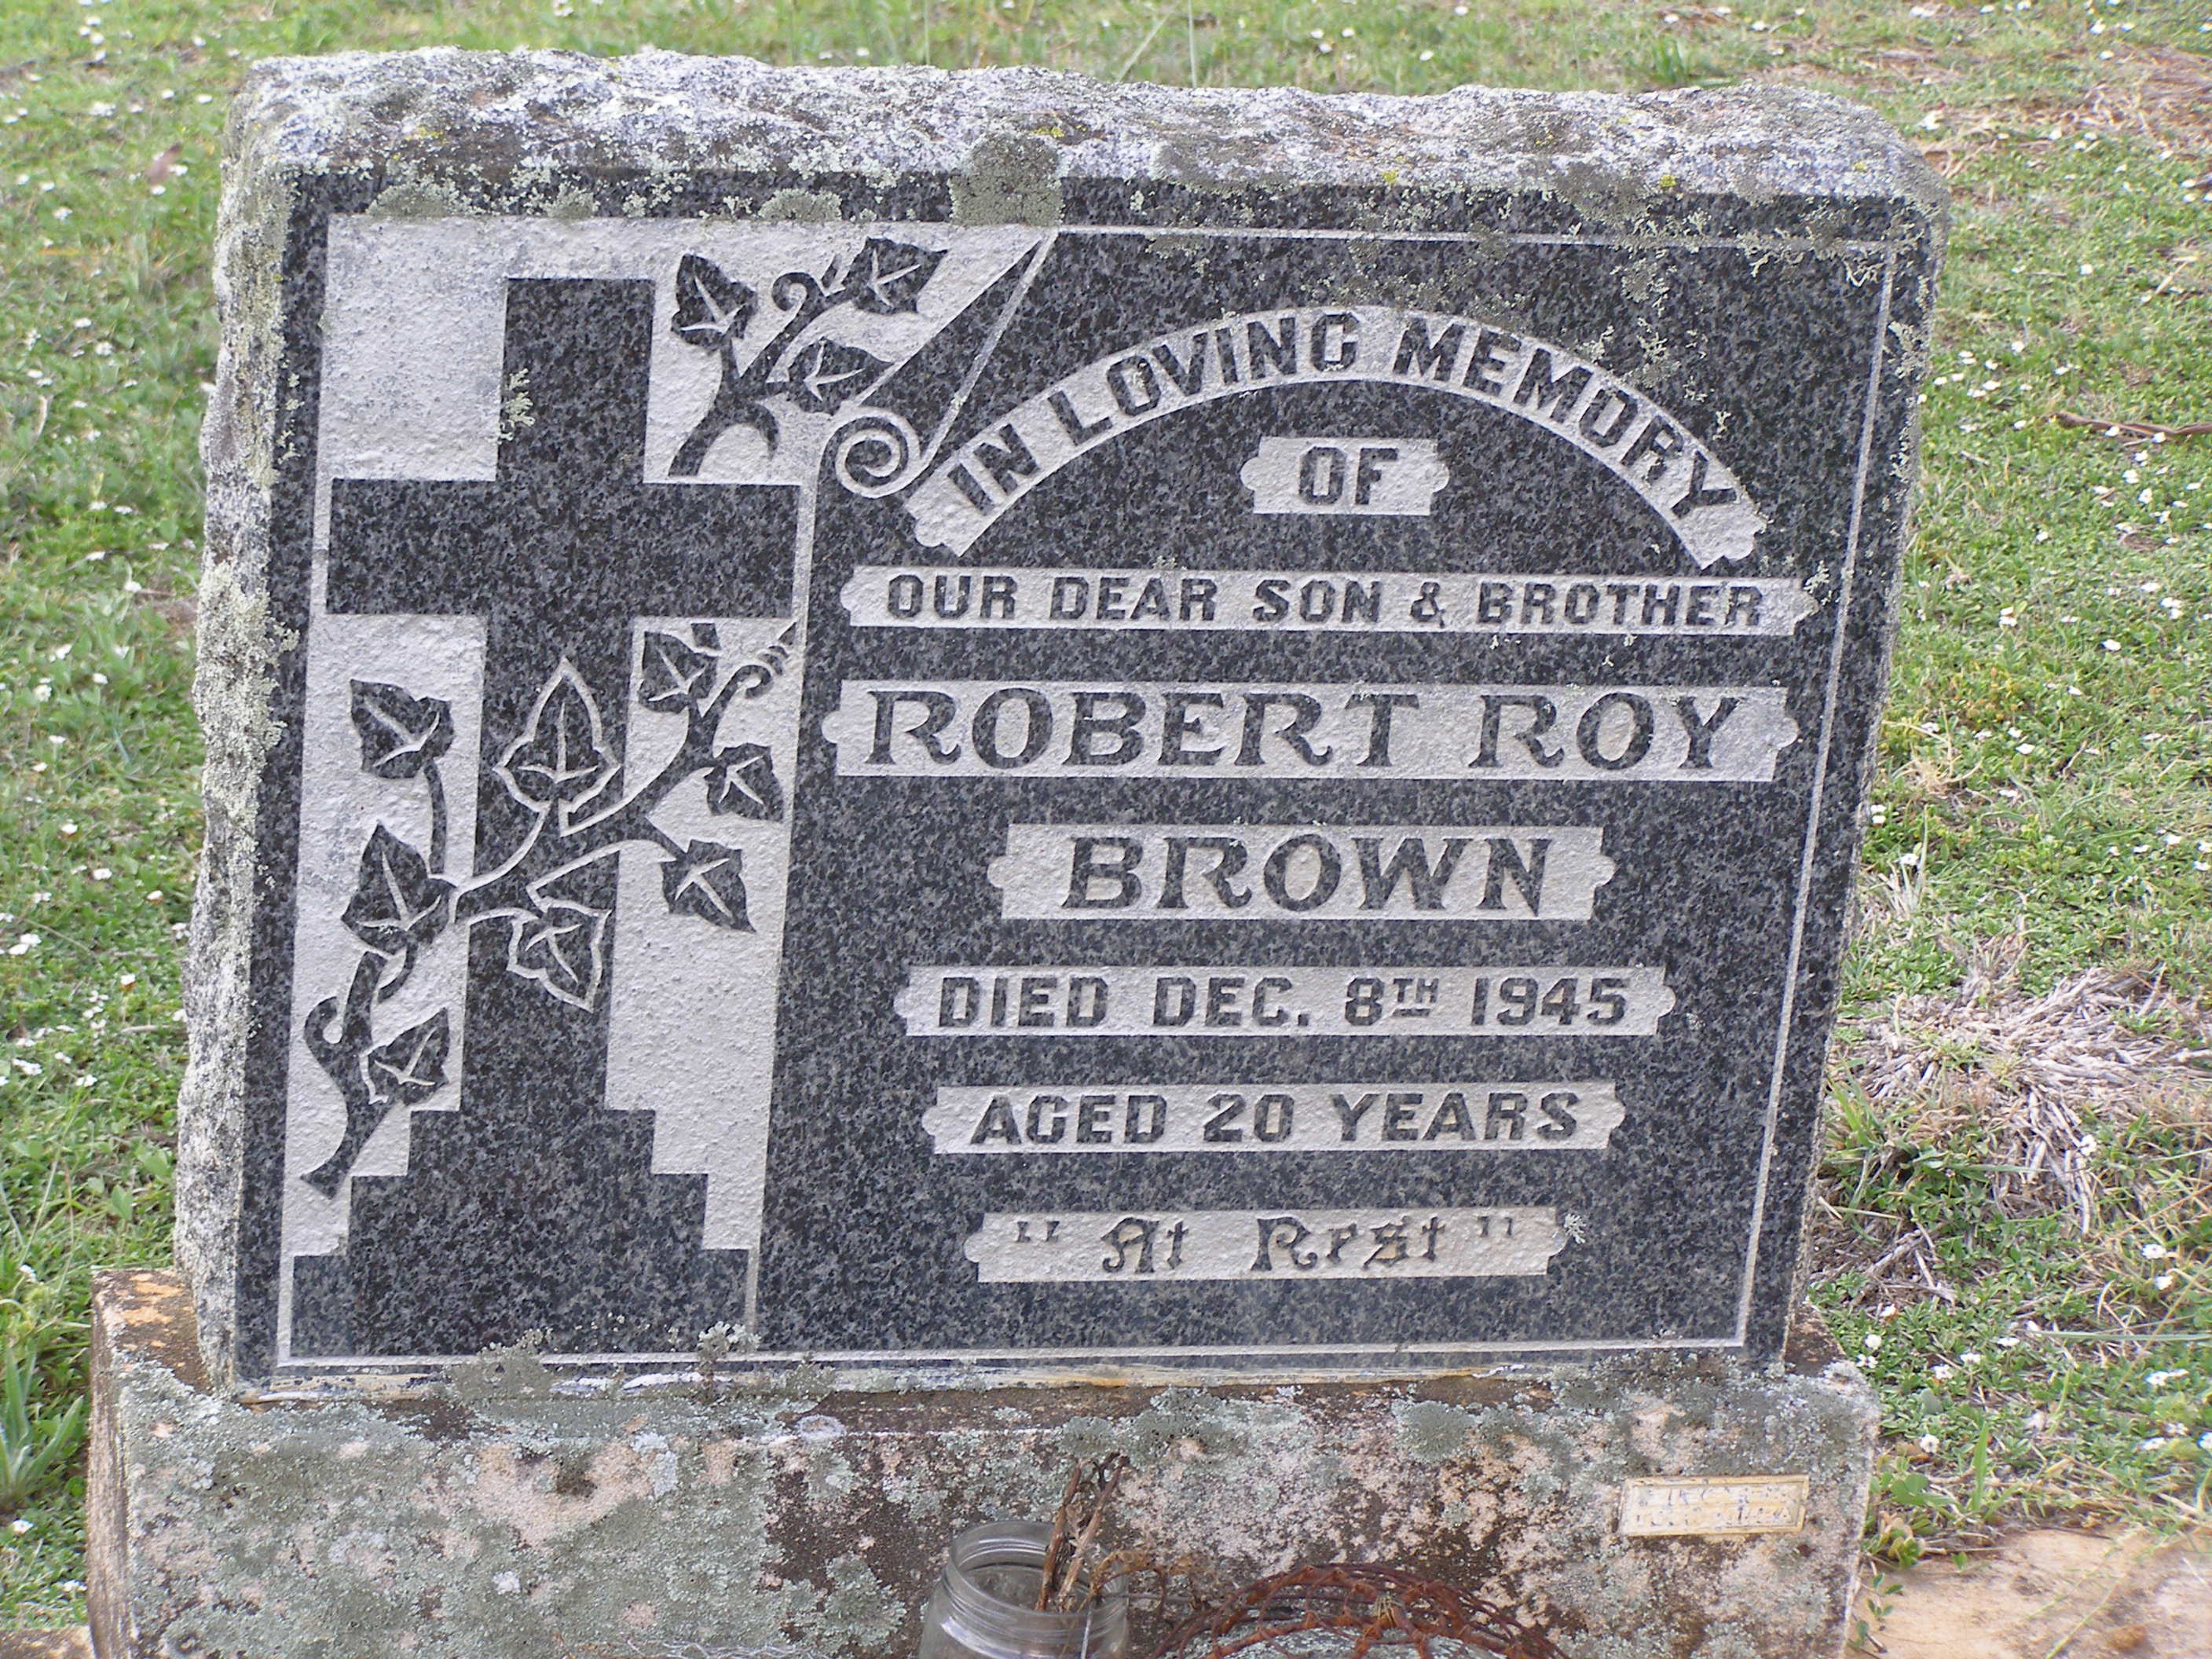 IN LOVING MEMORY
OF
OUR DEAR SON & BROTHER
ROBERT ROY
BROWN
DIED DEC. 8TH 1945
AGED 20 YEARS
"At Rest"